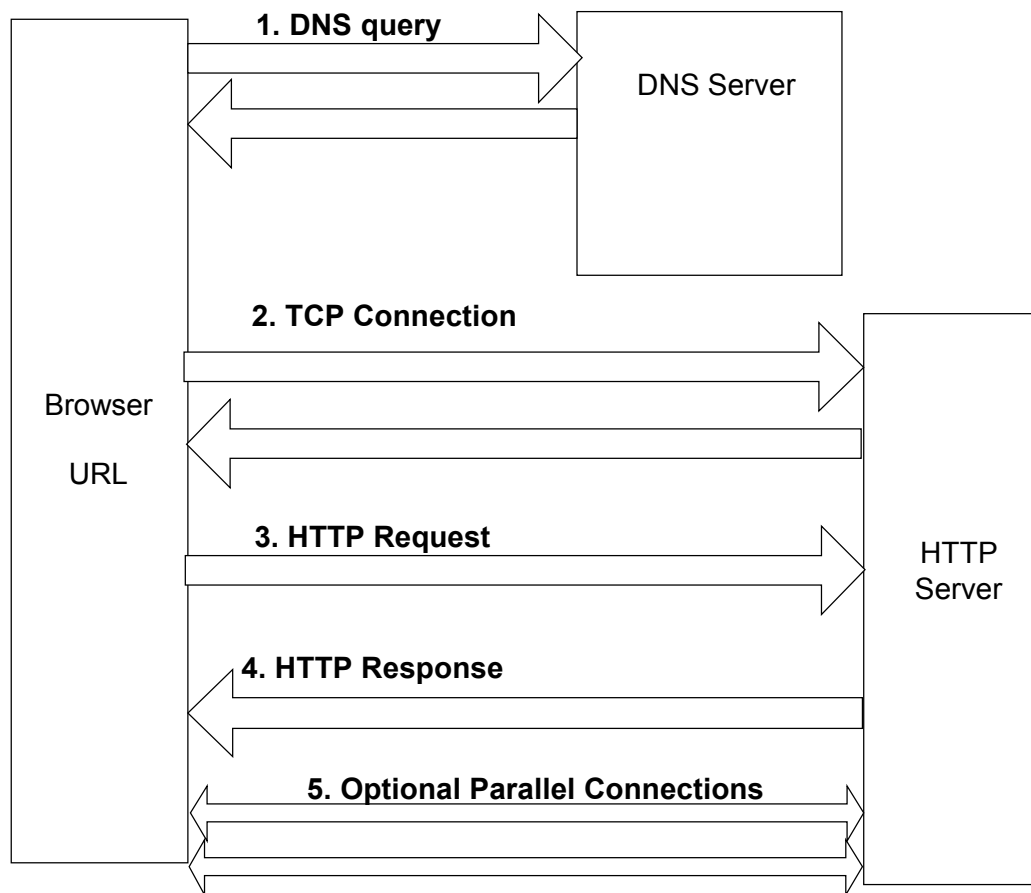 1. DNS query
DNS Server
2. TCP Connection
Browser
URL
3. HTTP Request
HTTP
Server
4. HTTP Response
5. Optional Parallel Connections